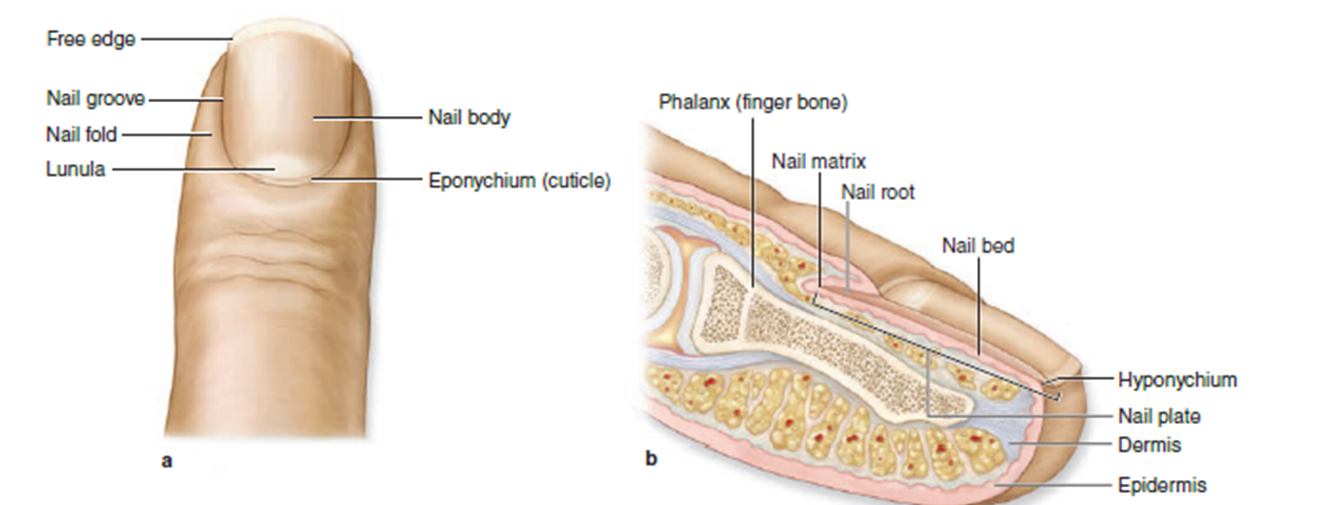 Free edge
Nail groove
Nail fold
Lunula
Nail body
Eponychium (cuticle)
a
Phalanx (finger bone)
Nail matrix
Nail root
Nail bed
Hyponychium
Nail plate
Dermis
Epidermis
b